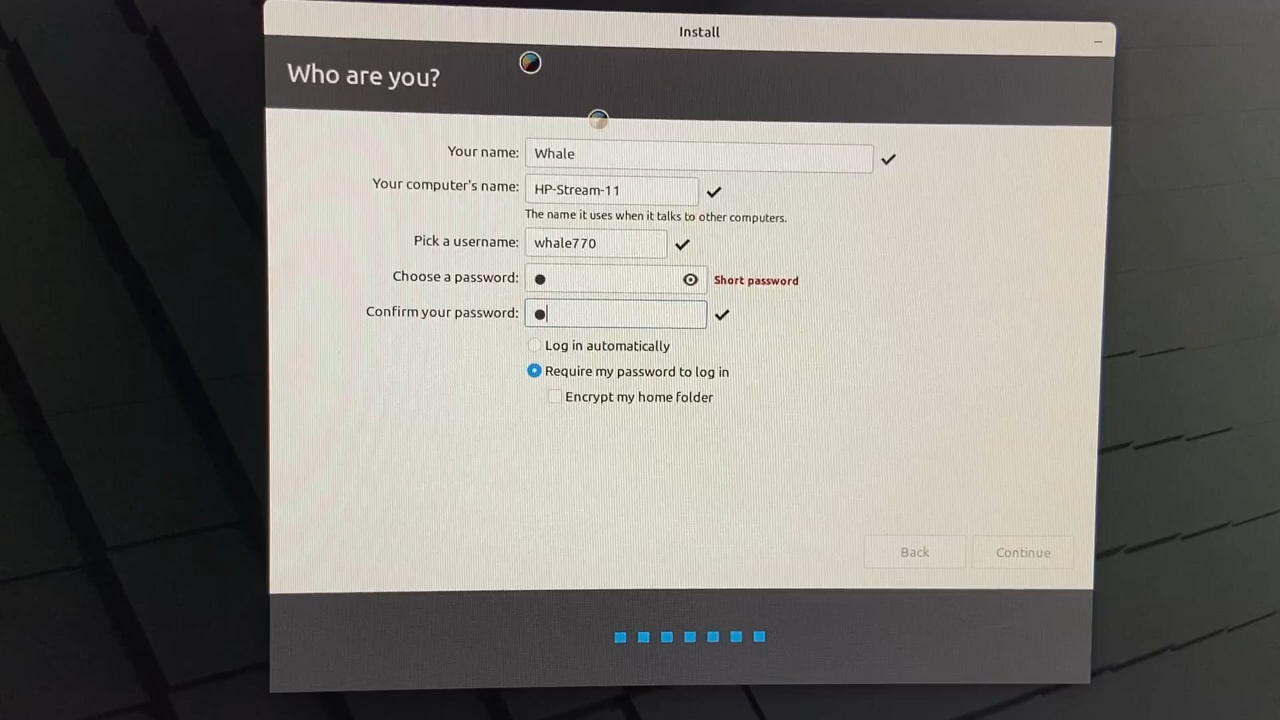 Install
Who are you?
Your name: Whale
Your computer's name: HP-Stream-11
The name it uses when it talks to other computers.
Pick a username: whale770
Choose a password: ● Short password
Confirm your password: ●
Log in automatically
Require my password to log in
Encrypt my home folder
Back Continue